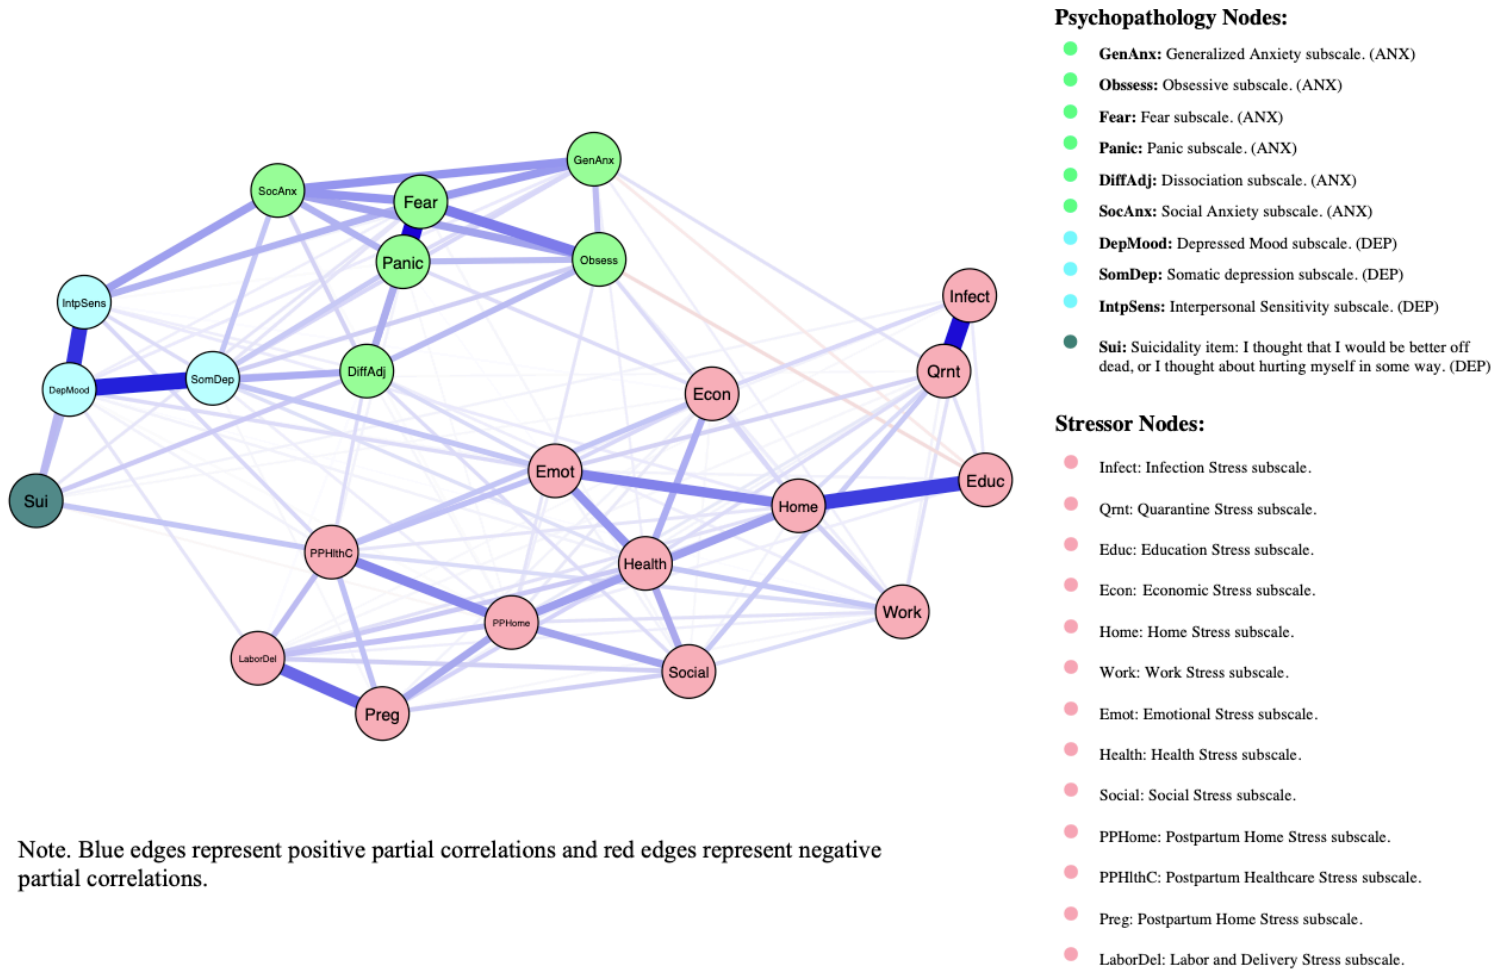 Psychopathology Nodes:
GenAnx: Generalized Anxiety subscale. (ANX)
Obssess: Obsessive subscale. (ANX)
Fear: Fear subscale. (ANX)
Panic: Panic subscale. (ANX)
DiffAdj: Dissociation subscale. (ANX)
SocAnx: Social Anxiety subscale. (ANX)
DepMood: Depressed Mood subscale. (DEP)
SomDep: Somatic depression subscale. (DEP)
IntpSens: Interpersonal Sensitivity subscale. (DEP)
Sui: Suicidality item: I thought that I would be better off
dead, or I thought about hurting myself in some way. (DEP)
Stressor Nodes:
Infect: Infection Stress subscale.
Qrnt: Quarantine Stress subscale.
Educ: Education Stress subscale.
Econ: Economic Stress subscale.
Home: Home Stress subscale.
Work: Work Stress subscale.
Emot: Emotional Stress subscale.
Health: Health Stress subscale.
Social: Social Stress subscale.
PPHome: Postpartum Home Stress subscale.
PPHlthC: Postpartum Healthcare Stress subscale.
Preg: Postpartum Home Stress subscale.
LaborDel: Labor and Delivery Stress subscale.
GenAnx
SocAnx
Fear
Panic
Obsess
IntpSens
Infect
DiffAdj
SomDep
DepMood
Qrnt
Econ
Emot
Educ
Sui
Home
PPHlthC
Health
Work
PPHome
LaborDel
Social
Preg
Note. Blue edges represent positive partial correlations and red edges represent negative
partial correlations.